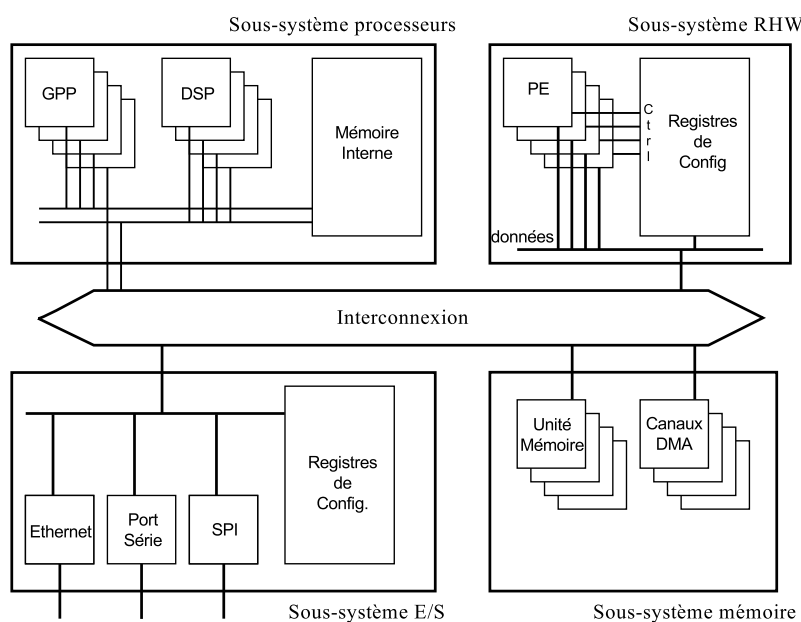 Sous-système processeurs
Sous-système RHW
GPP
DSP
Mémoire
Interne
PE
C
t
r
l
Registres
de
Config
données
Interconnexion
Ethernet
Port
Série
SPI
Registres
de
Config.
Unité
Mémoire
Canaux
DMA
Sous-système E/S
Sous-système mémoire